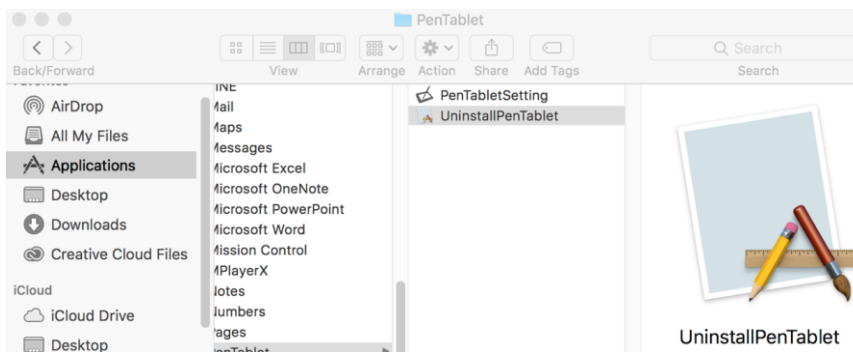 PenTablet
Back/Forward
View
Arrange
Action
Share
Add Tags
Search
Search
AirDrop
All My Files
Applications
Desktop
Downloads
Creative Cloud Files
iCloud
iCloud Drive
Desktop
Mail
Maps
Messages
Microsoft Excel
Microsoft OneNote
Microsoft PowerPoint
Microsoft Word
Mission Control
MPlayerX
Notes
Numbers
Pages
PenTablet
PenTabletSetting
UninstallPenTablet
UninstallPenTablet